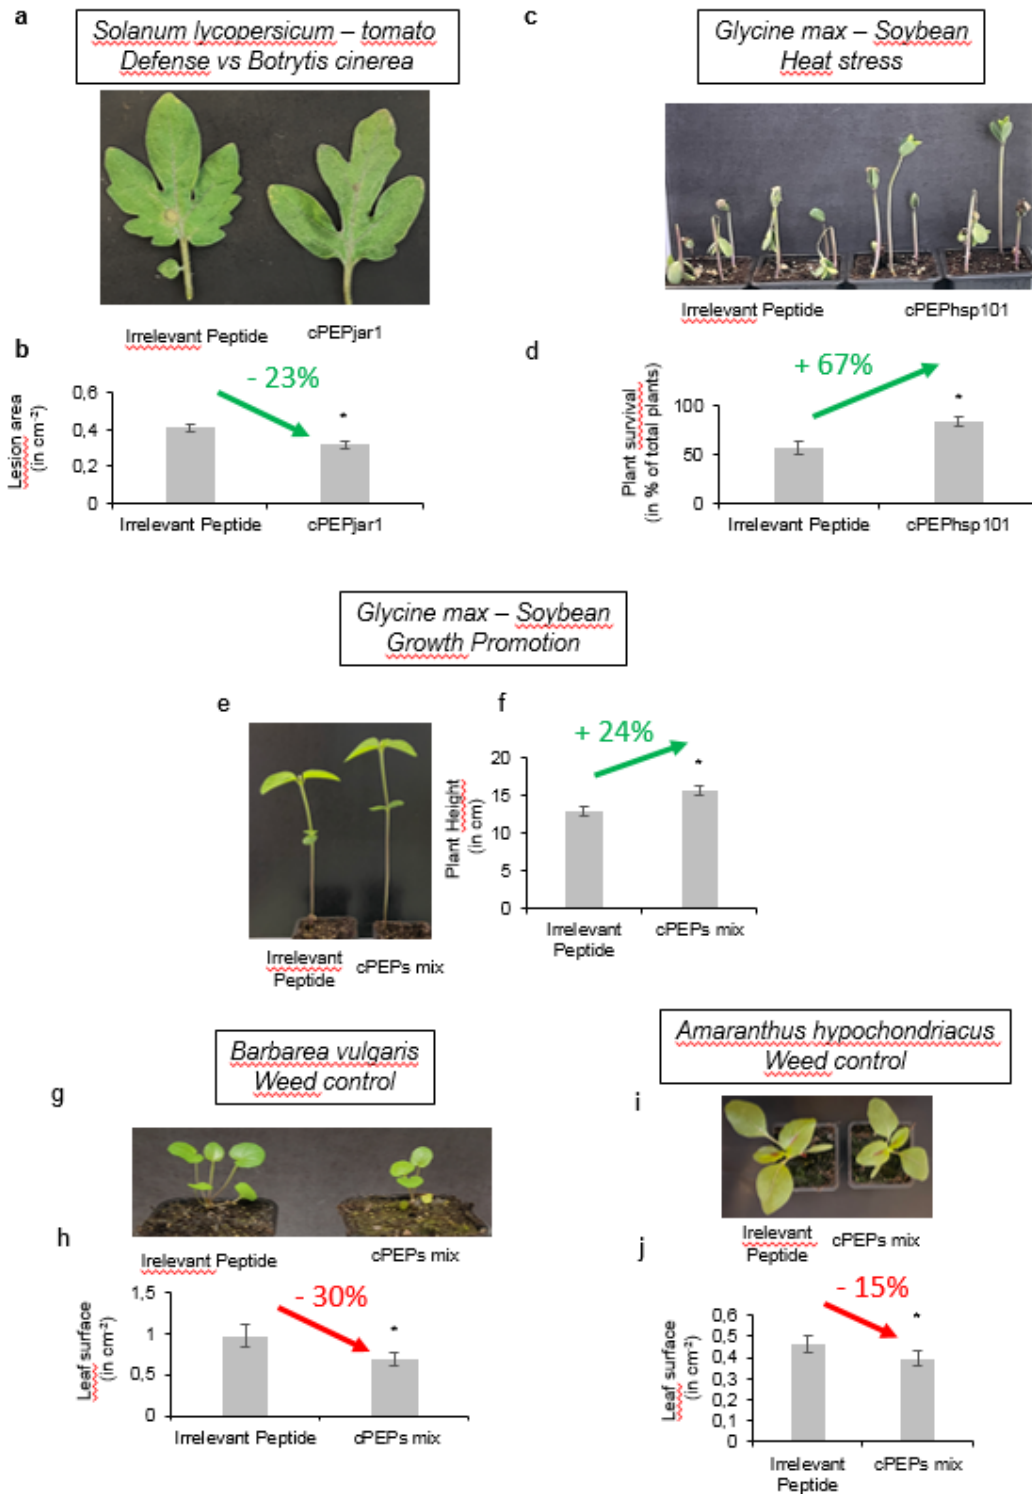 a
Solanum lycopersicum – tomato
Defense vs Botrytis cinerea
Irrelevant Peptide
cPEPjar1
b
- 23%
Lesion area
(in cm⁻²)
0,6
0,4
0,2
0
*
Irrelevant Peptide
cPEPjar1
c
Glycine max – Soybean
Heat stress
Irrelevant Peptide
cPEPhsp101
d
+ 67%
Plant survival
(in % of total plants)
100
50
0
*
Irrelevant Peptide
cPEPhsp101
Glycine max – Soybean
Growth Promotion
e
Irrelevant
Peptide
cPEPs mix
f
+ 24%
Plant Height
(in cm)
20
15
10
5
0
*
Irrelevant
Peptide
cPEPs mix
Barbarea vulgaris
Weed control
g
Irelevant Peptide
cPEPs mix
h
- 30%
Leaf surface
(in cm⁻²)
1,5
1
0,5
0
*
Irrelevant Peptide
cPEPs mix
Amaranthus hypochondriacus
Weed control
i
Irelevant
Peptide
cPEPs mix
j
- 15%
Leaf surface
(in cm⁻²)
0,6
0,5
0,4
0,3
0,2
0,1
0
*
Irrelevant
Peptide
cPEPs mix